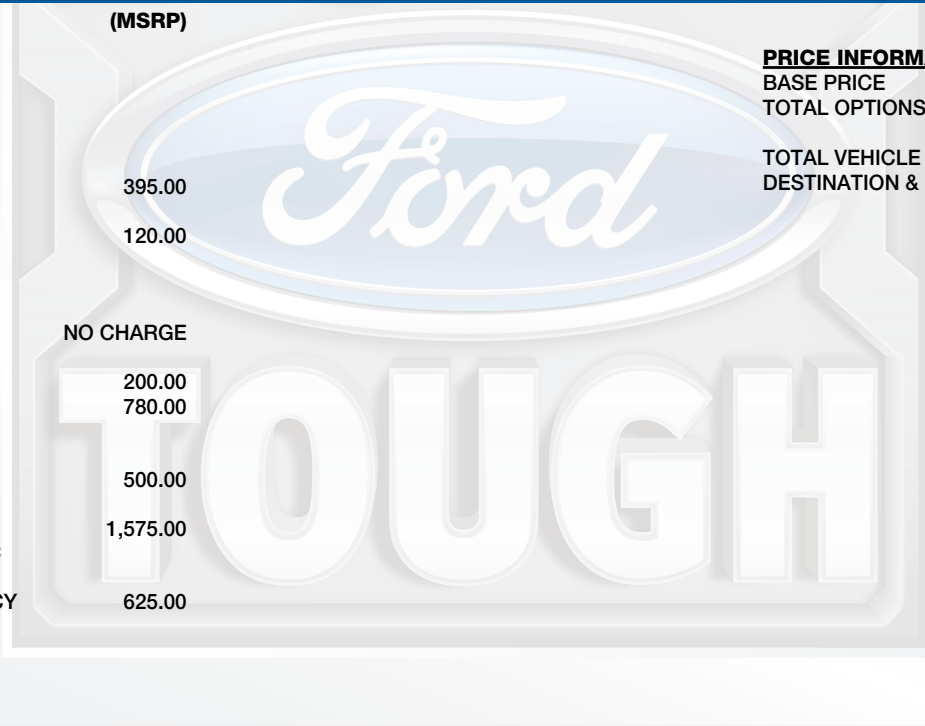 (MSRP)
PRICE INFORMA
BASE PRICE
TOTAL OPTIONS
TOTAL VEHICLE
DESTINATION &
395.00
120.00
NO CHARGE
200.00
780.00
500.00
1,575.00
CY
625.00
Ford
TOUGH